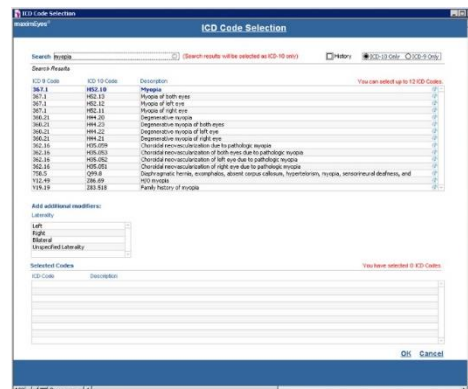 ICD Code Selection
maximEyes
ICD Code Selection
Search myopia (Search results will be selected as ICD-10 only) History ICD-10 Only ICD-9 Only
Search Results
ICD 9 Code ICD 10 Code Description You can select up to 12 ICD Codes.
367.1 H52.10 Myopia
367.1 H52.13 Myopia of both eyes
367.1 H52.12 Myopia of left eye
367.1 H52.11 Myopia of right eye
360.21 H44.20 Degenerative myopia
360.21 H44.23 Degenerative myopia of both eyes
360.21 H44.22 Degenerative myopia of left eye
360.21 H44.21 Degenerative myopia of right eye
362.16 H35.059 Choroidal neovascularization due to pathologic myopia
362.16 H35.053 Choroidal neovascularization of both eyes due to pathologic myopia
362.16 H35.052 Choroidal neovascularization of left eye due to pathologic myopia
362.16 H35.051 Choroidal neovascularization of right eye due to pathologic myopia
758.5 Q99.8 Diaphragmatic hernia, exomphalos, absent corpus callosum, hypertelorism, myopia, sensorineural deafness, and
V12.49 Z86.69 H/O myopia
V19.19 Z83.518 Family history of myopia
Add additional modifiers:
Laterality
Left
Right
Bilateral
Unspecified Laterality
Selected Codes You have selected 0 ICD Codes.
ICD Code Description
OK Cancel